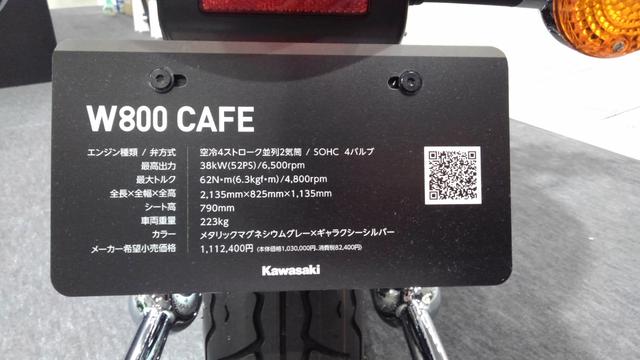 W800 CAFE
エンジン種類 / 弁方式 空冷4ストローク並列2気筒 / SOHC 4バルブ
最高出力 38kW(52PS)/6,500rpm
最大トルク 62N・m(6.3kgf・m)/4,800rpm
全長×全幅×全高 2,135mm×825mm×1,135mm
シート高 790mm
車両重量 223kg
カラー メタリックマグネシウムグレー×ギャラクシーシルバー
メーカー希望小売価格 1,112,400円 (本体価格1,030,000円、消費税82,400円)
Kawasaki